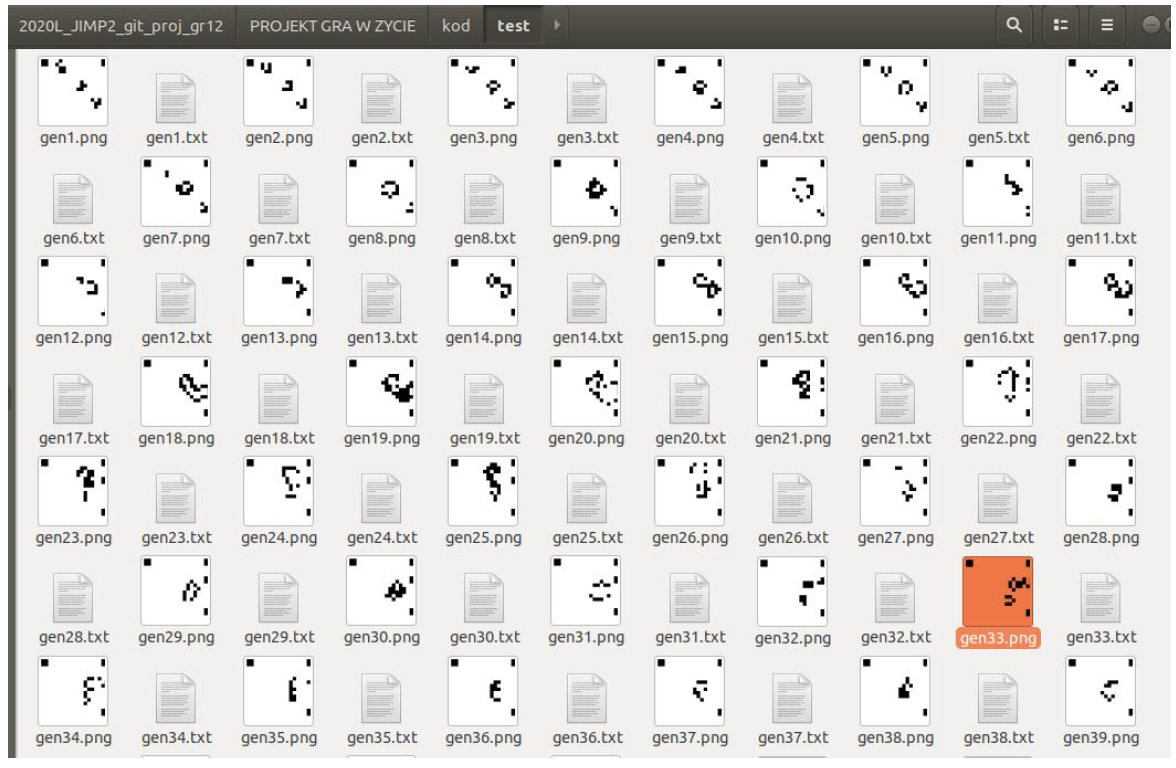 2020L_JIMP2_git_proj_gr12 PROJEKT GRA W ZYCIE kod test
gen1.png gen1.txt gen2.png gen2.txt gen3.png gen3.txt gen4.png gen4.txt gen5.png gen5.txt gen6.png
gen6.txt gen7.png gen7.txt gen8.png gen8.txt gen9.png gen9.txt gen10.png gen10.txt gen11.png gen11.txt
gen12.png gen12.txt gen13.png gen13.txt gen14.png gen14.txt gen15.png gen15.txt gen16.png gen16.txt gen17.png
gen17.txt gen18.png gen18.txt gen19.png gen19.txt gen20.png gen20.txt gen21.png gen21.txt gen22.png gen22.txt
gen23.png gen23.txt gen24.png gen24.txt gen25.png gen25.txt gen26.png gen26.txt gen27.png gen27.txt gen28.png
gen28.txt gen29.png gen29.txt gen30.png gen30.txt gen31.png gen31.txt gen32.png gen32.txt gen33.png gen33.txt
gen34.png gen34.txt gen35.png gen35.txt gen36.png gen36.txt gen37.png gen37.txt gen38.png gen38.txt gen39.png